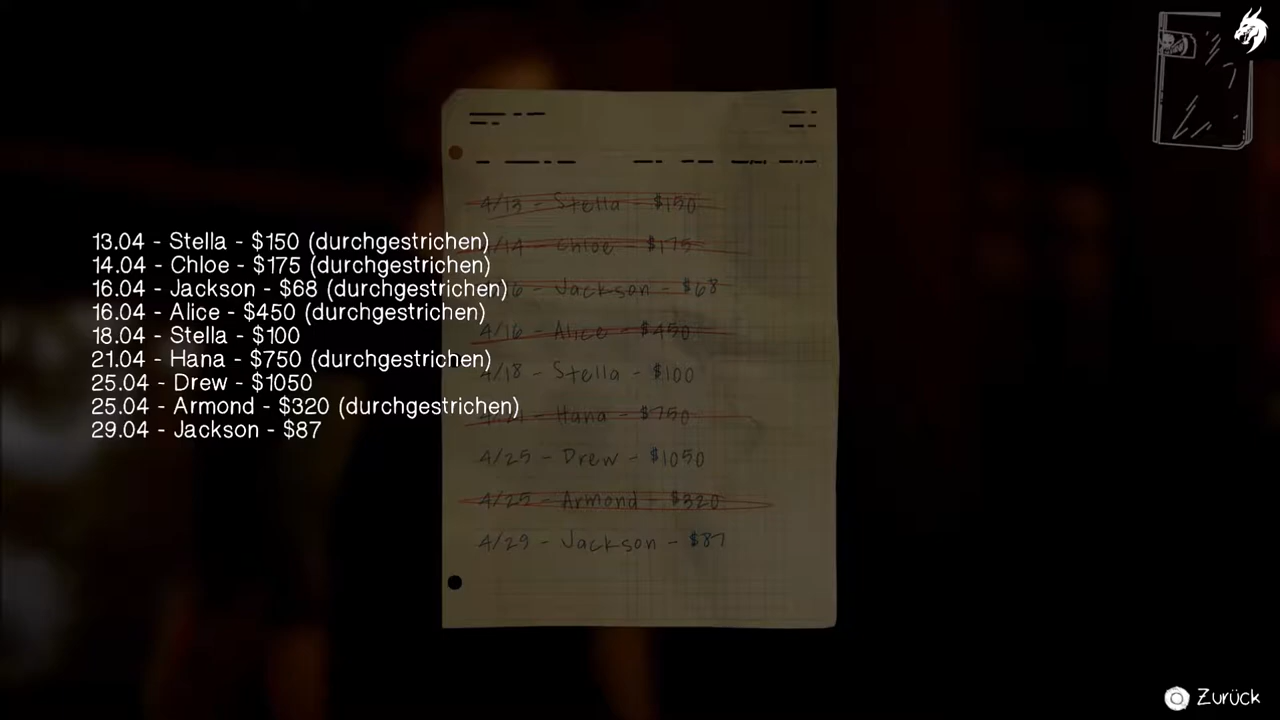 13.04 - Stella - $150 (durchgestrichen)
14.04 - Chloe - $175 (durchgestrichen)
16.04 - Jackson - $68 (durchgestrichen)
16.04 - Alice - $450 (durchgestrichen)
18.04 - Stella - $100
21.04 - Hana - $750 (durchgestrichen)
25.04 - Drew - $1050
25.04 - Armond - $320 (durchgestrichen)
29.04 - Jackson - $87
4/13 - Stella - $150
/14 - Chloe - $175
6 - Jackson - $68
4/16 - Alice - $450
4/18 - Stella - $100
4/21 - Hana - $750
4/25 - Drew - $1050
4/25 - Armond - $320
4/29 - Jackson - $87
Zurück